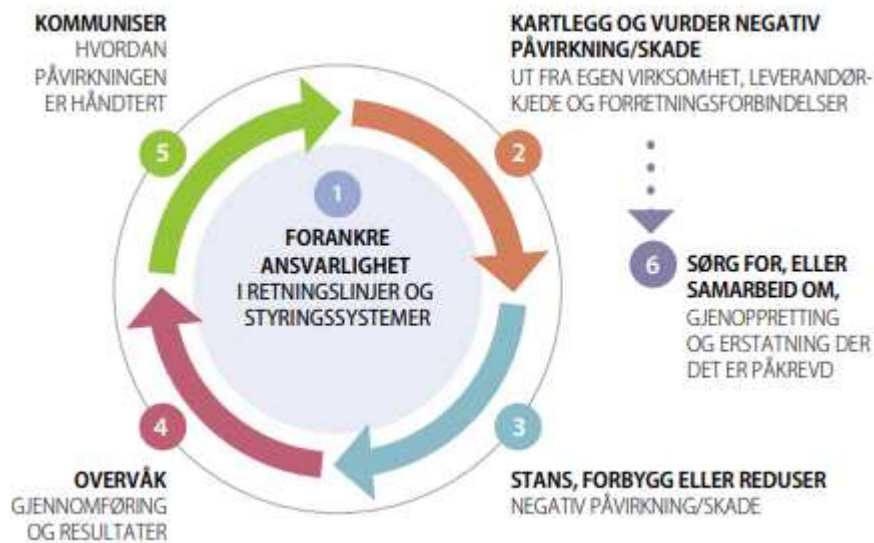 1
FORANKRE
ANSVARLIGHET
I RETNINGSLINJER OG
STYRINGSSYSTEMER
2
KARTLEGG OG VURDER NEGATIV
PÅVIRKNING/SKADE
UT FRA EGEN VIRKSOMHET, LEVERANDØR-
KJEDE OG FORRETNINGSFORBINDELSER
3
STANS, FORBYGG ELLER REDUSER
NEGATIV PÅVIRKNING/SKADE
4
OVERVÅK
GJENNOMFØRING
OG RESULTATER
5
KOMMUNISER
HVORDAN
PÅVIRKNINGEN
ER HÅNDTERT
6
SØRG FOR, ELLER
SAMARBEID OM,
GJENOPPRETTING
OG ERSTATNING DER
DET ER PÅKREVD